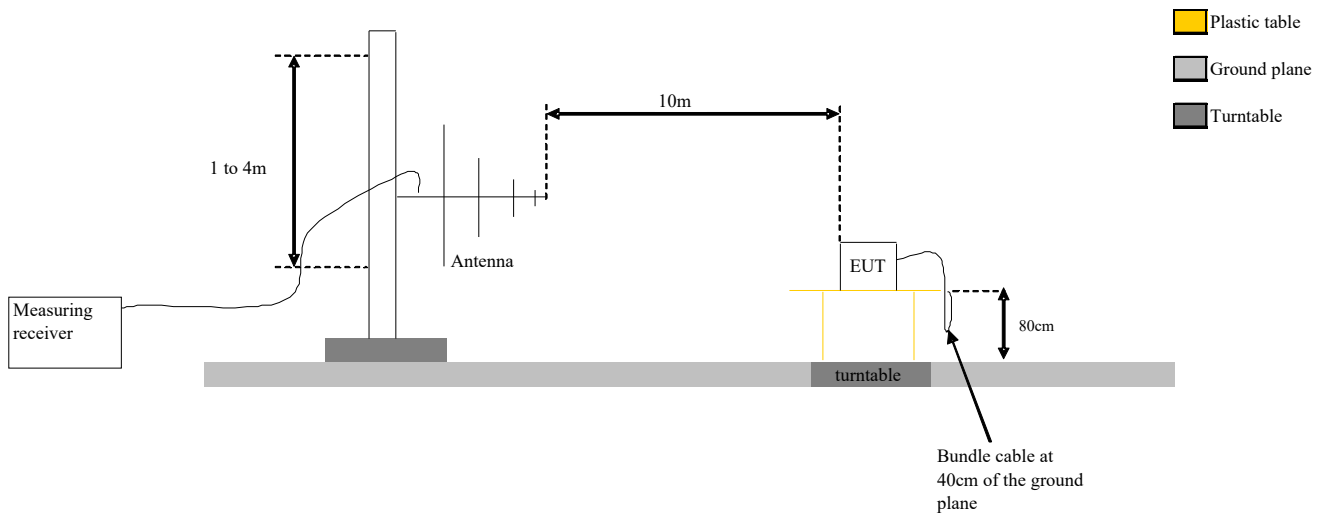 Plastic table
Ground plane
Turntable
10m
1 to 4m
Antenna
EUT
Measuring
receiver
80cm
turntable
Bundle cable at
40cm of the ground
plane